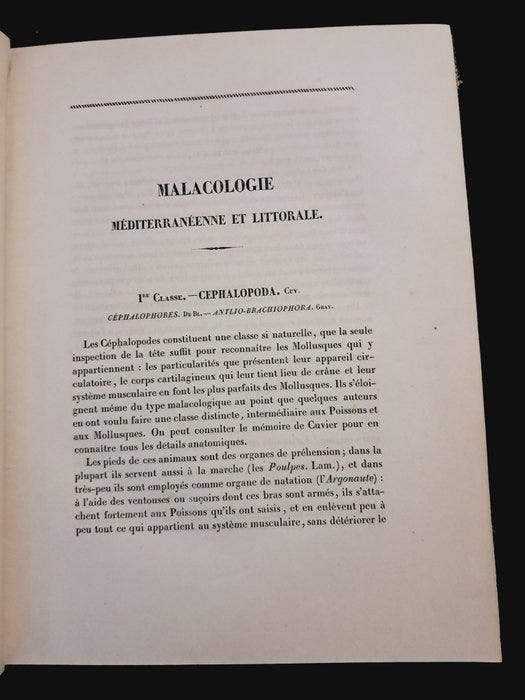 MALACOLOGIE
MÉDITERRANÉENNE ET LITTORALE.
Iʳᴱ CLASSE.—CEPHALOPODA. CUV.
CÉPHALOPHORES. DE BL.—ANTLIO-BRACHIOPHORA. GRAY.
Les Céphalopodes constituent une classe si naturelle, que la seule
inspection de la tête suffit pour reconnaître les Mollusques qui y
appartiennent : les particularités que présentent leur appareil cir-
culatoire, le corps cartilagineux qui leur tient lieu de crâne et leur
système musculaire en font les plus parfaits des Mollusques. Ils s'éloi-
gnent même du type malacologique au point que quelques auteurs
en ont voulu faire une classe distincte, intermédiaire aux Poissons et
aux Mollusques. On peut consulter le mémoire de Cuvier pour en
connaître tous les détails anatomiques.
Les pieds de ces animaux sont des organes de préhension; dans la
plupart ils servent aussi à la marche (les Poulpes. Lam.), et dans
très-peu ils sont employés comme organe de natation (l'Argonaute) :
à l'aide des ventouses ou suçoirs dont ces bras sont armés, ils s'atta-
chent fortement aux Poissons qu'ils ont saisis, et en enlèvent peu à
peu tout ce qui appartient au système musculaire, sans détériorer le